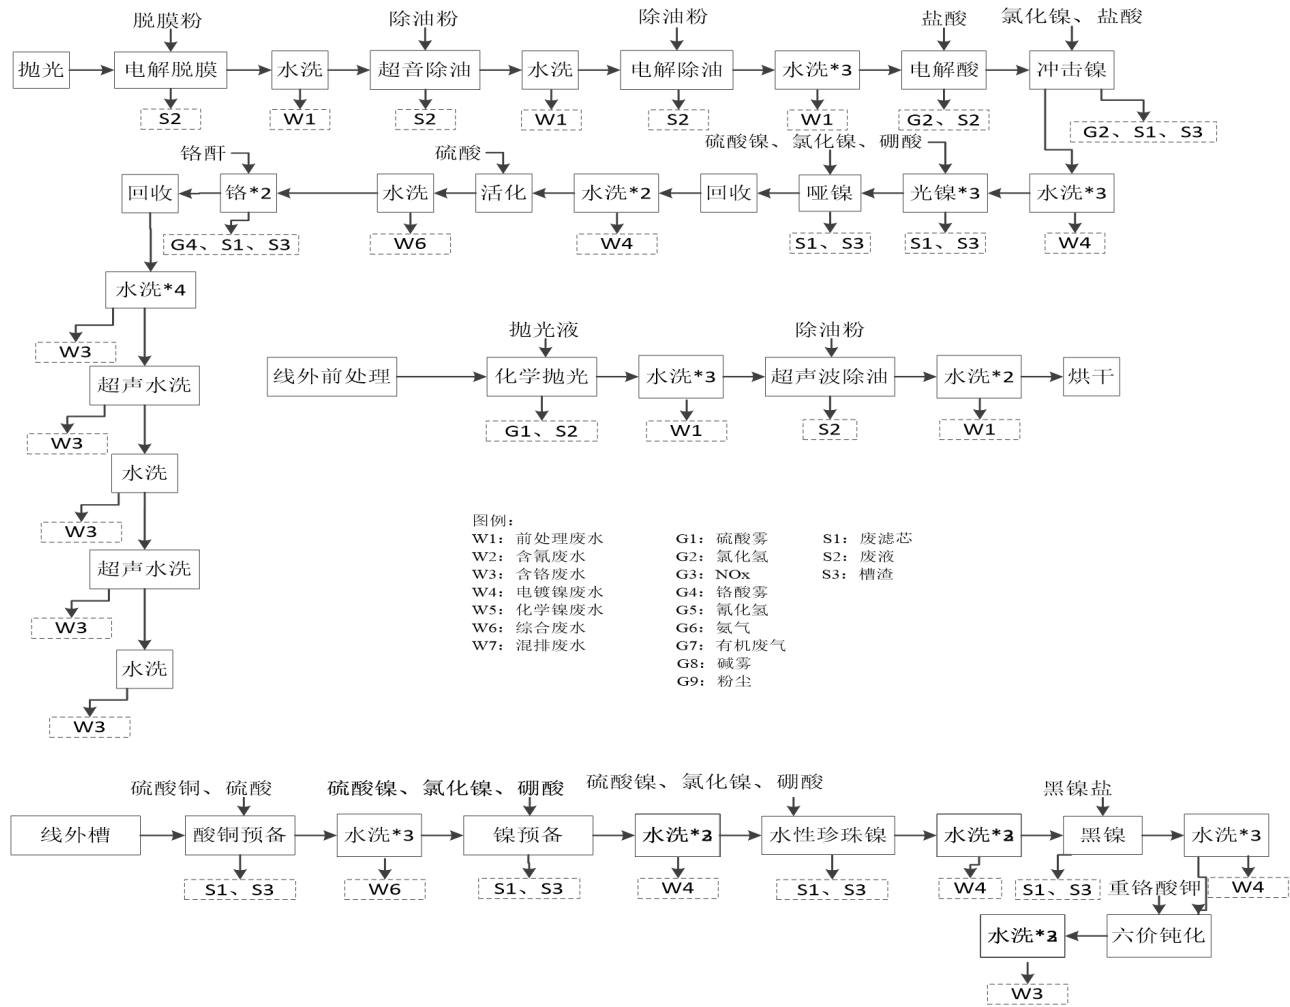 脱膜粉 除油粉 除油粉 盐酸 氯化镍、盐酸
抛光 电解脱膜 水洗 超音除油 水洗 电解除油 水洗*3 电解酸 冲击镍
S2 W1 S2 W1 S2 W1 G2、S2 G2、S1、S3
铬酐 硫酸 硫酸镍、氯化镍、硼酸
回收 铬*2 水洗 活化 水洗*2 回收 哑镍 光镍*3 水洗*3
G4、S1、S3 W6 W4 S1、S3 S1、S3 W4
水洗*4
W3
超声水洗
W3
水洗
W3
超声水洗
W3
水洗
W3
抛光液 除油粉
线外前处理 化学抛光 水洗*3 超声波除油 水洗*2 烘干
G1、S2 W1 S2 W1
图例：
W1：前处理废水 G1：硫酸雾 S1：废滤芯
W2：含氰废水 G2：氯化氢 S2：废液
W3：含铬废水 G3：NOx S3：槽渣
W4：电镀镍废水 G4：铬酸雾
W5：化学镍废水 G5：氰化氢
W6：综合废水 G6：氨气
W7：混排废水 G7：有机废气
G8：碱雾
G9：粉尘
硫酸铜、硫酸 硫酸镍、氯化镍、硼酸 硫酸镍、氯化镍、硼酸 黑镍盐
线外槽 酸铜预备 水洗*3 镍预备 水洗* 水性珍珠镍 水洗* 黑镍 水洗*3
S1、S3 W6 S1、S3 W4 S1、S3 W4 S1、S3 W4
重铬酸钾
水洗* 六价钝化
W3